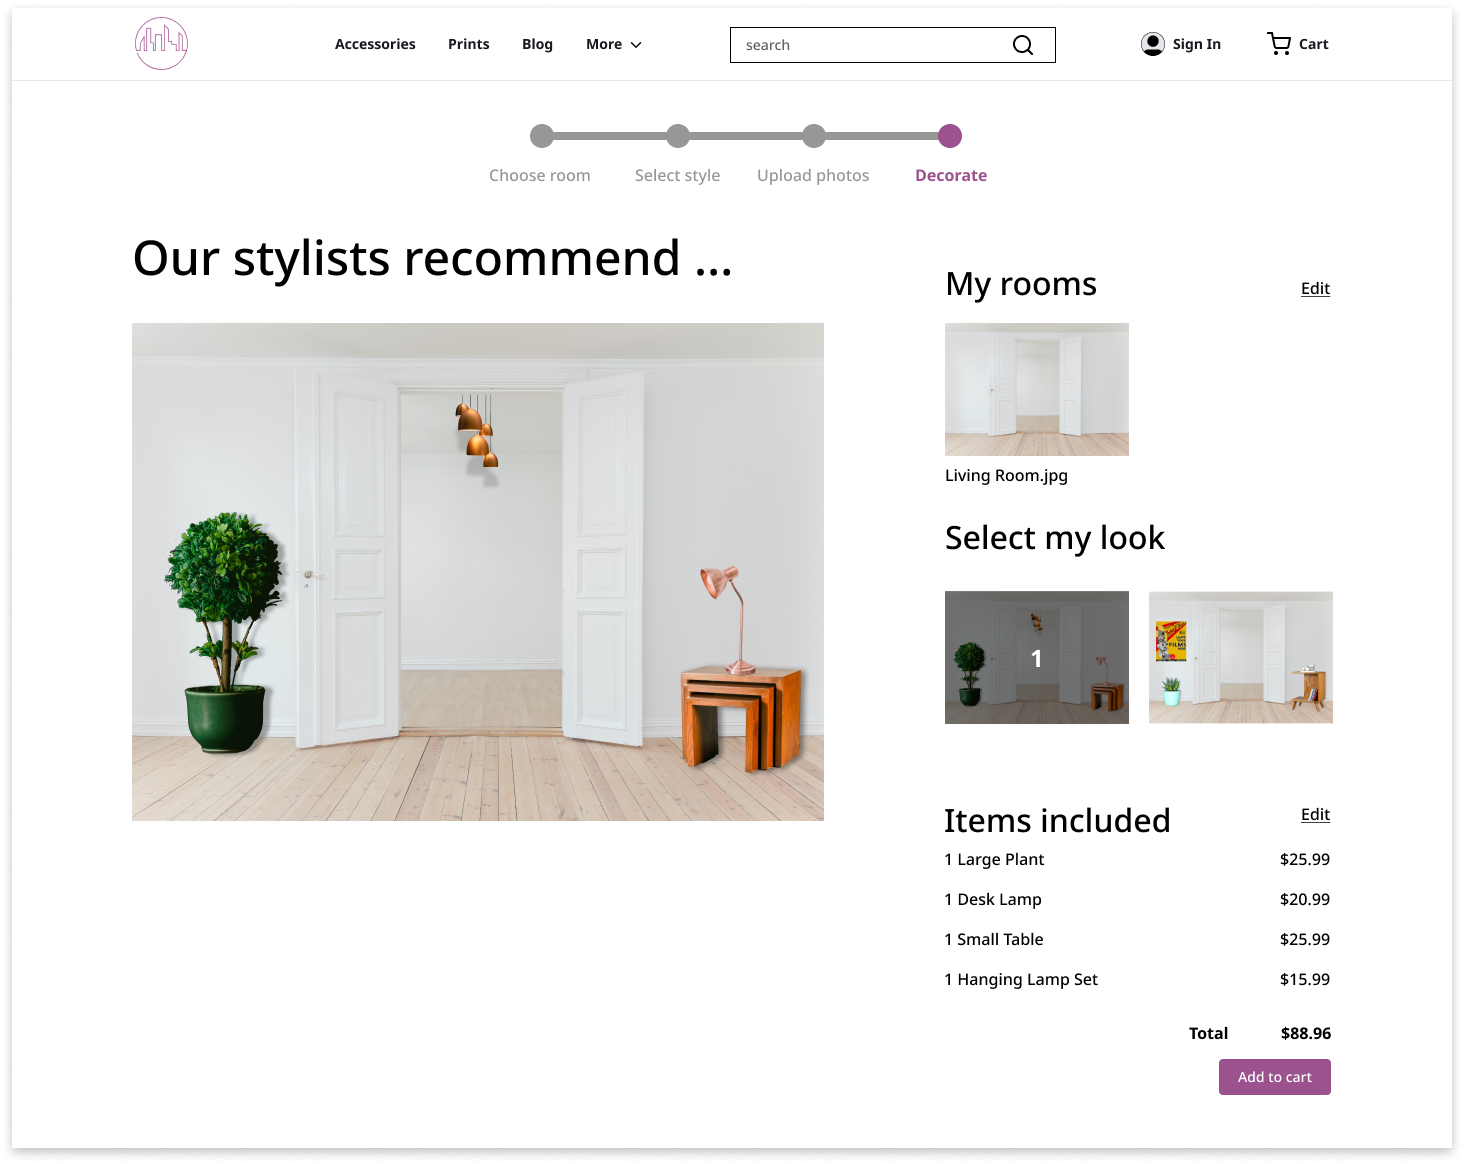 Accessories Prints Blog More search Sign In Cart
Choose room Select style Upload photos Decorate
Our stylists recommend ...
My rooms Edit
Living Room.jpg
Select my look
1
FILMS
Items included Edit
1 Large Plant $25.99
1 Desk Lamp $20.99
1 Small Table $25.99
1 Hanging Lamp Set $15.99
Total $88.96
Add to cart